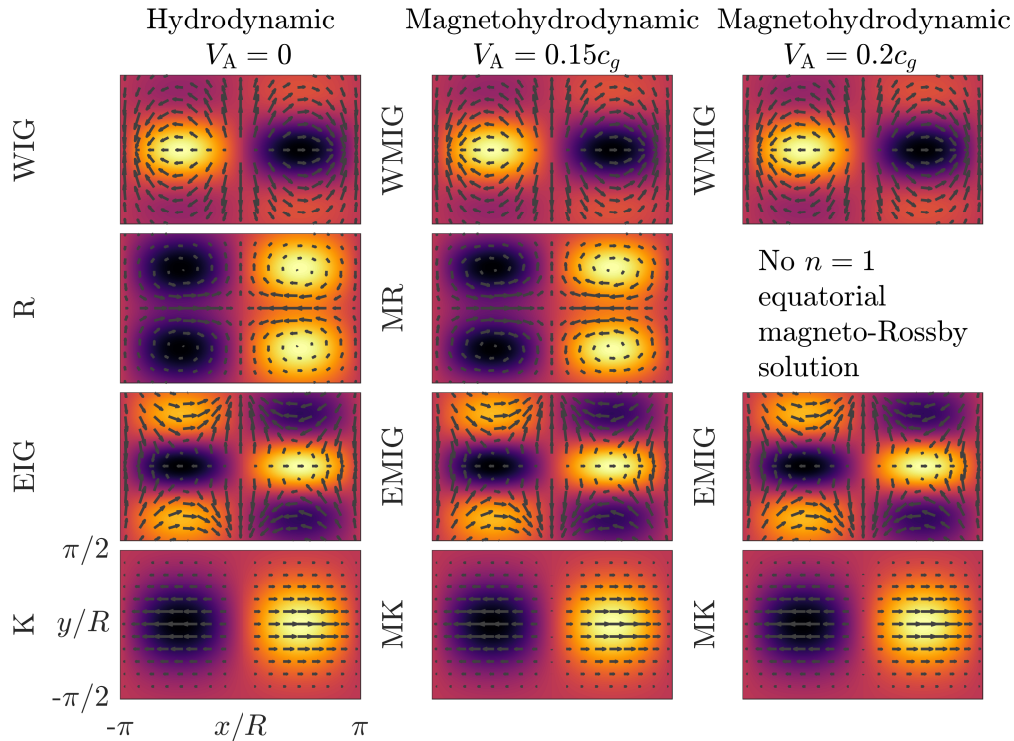 Hydrodynamic
V_A = 0
Magnetohydrodynamic
V_A = 0.15c_g
Magnetohydrodynamic
V_A = 0.2c_g
WIG
WMIG
WMIG
R
MR
No n = 1
equatorial
magneto-Rossby
solution
EIG
EMIG
EMIG
π/2
K
y/R
-π/2
MK
MK
-π
x/R
π